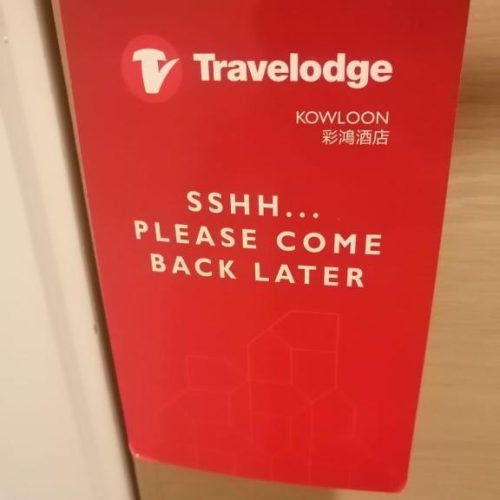 Travelodge
KOWLOON
彩鴻酒店
SSHH...
PLEASE COME
BACK LATER